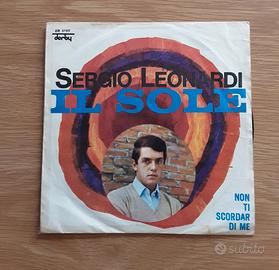 derby
SERGIO LEONARDI
IL SOLE
NON
TI
SCORDAR
DI ME
subito